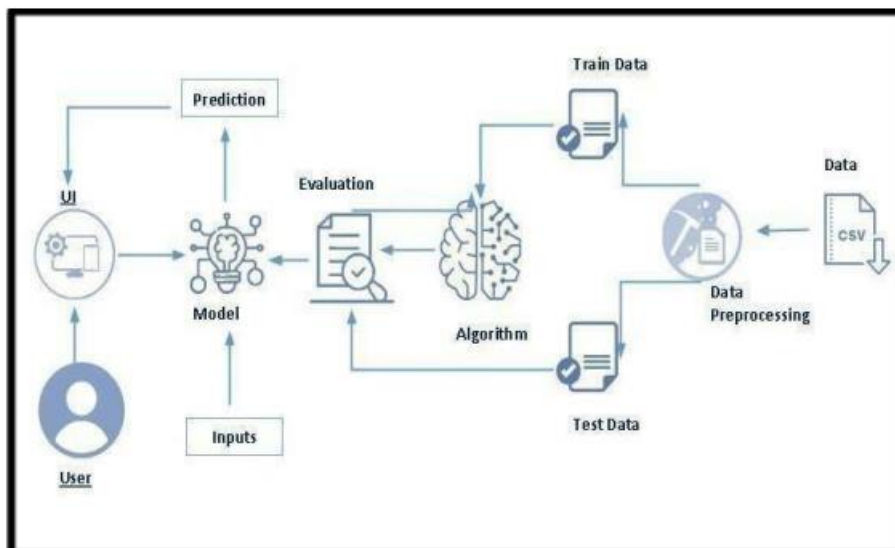 Train Data
Prediction
Data
Evaluation
UI
CSV
Model
Data
Preprocessing
Algorithm
Inputs
Test Data
User